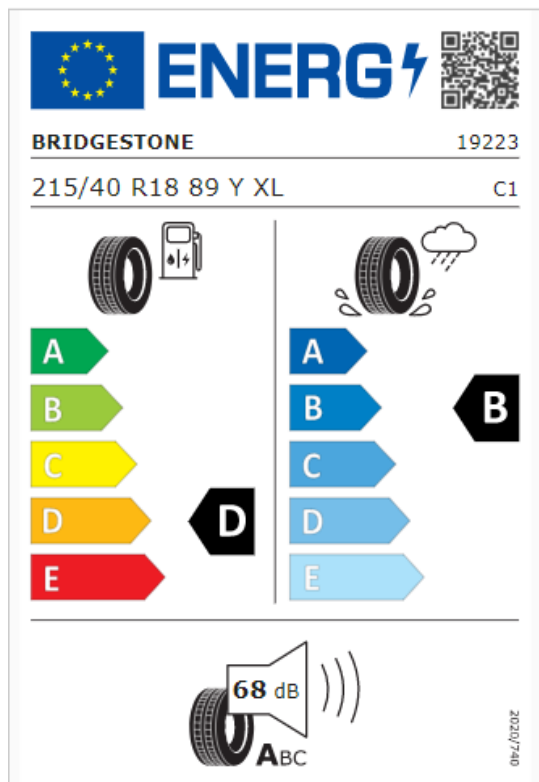 ENERG
BRIDGESTONE 19223
215/40 R18 89 Y XL C1
A A
B B B
C C
D D D
E E
68 dB
ABC
2020/740